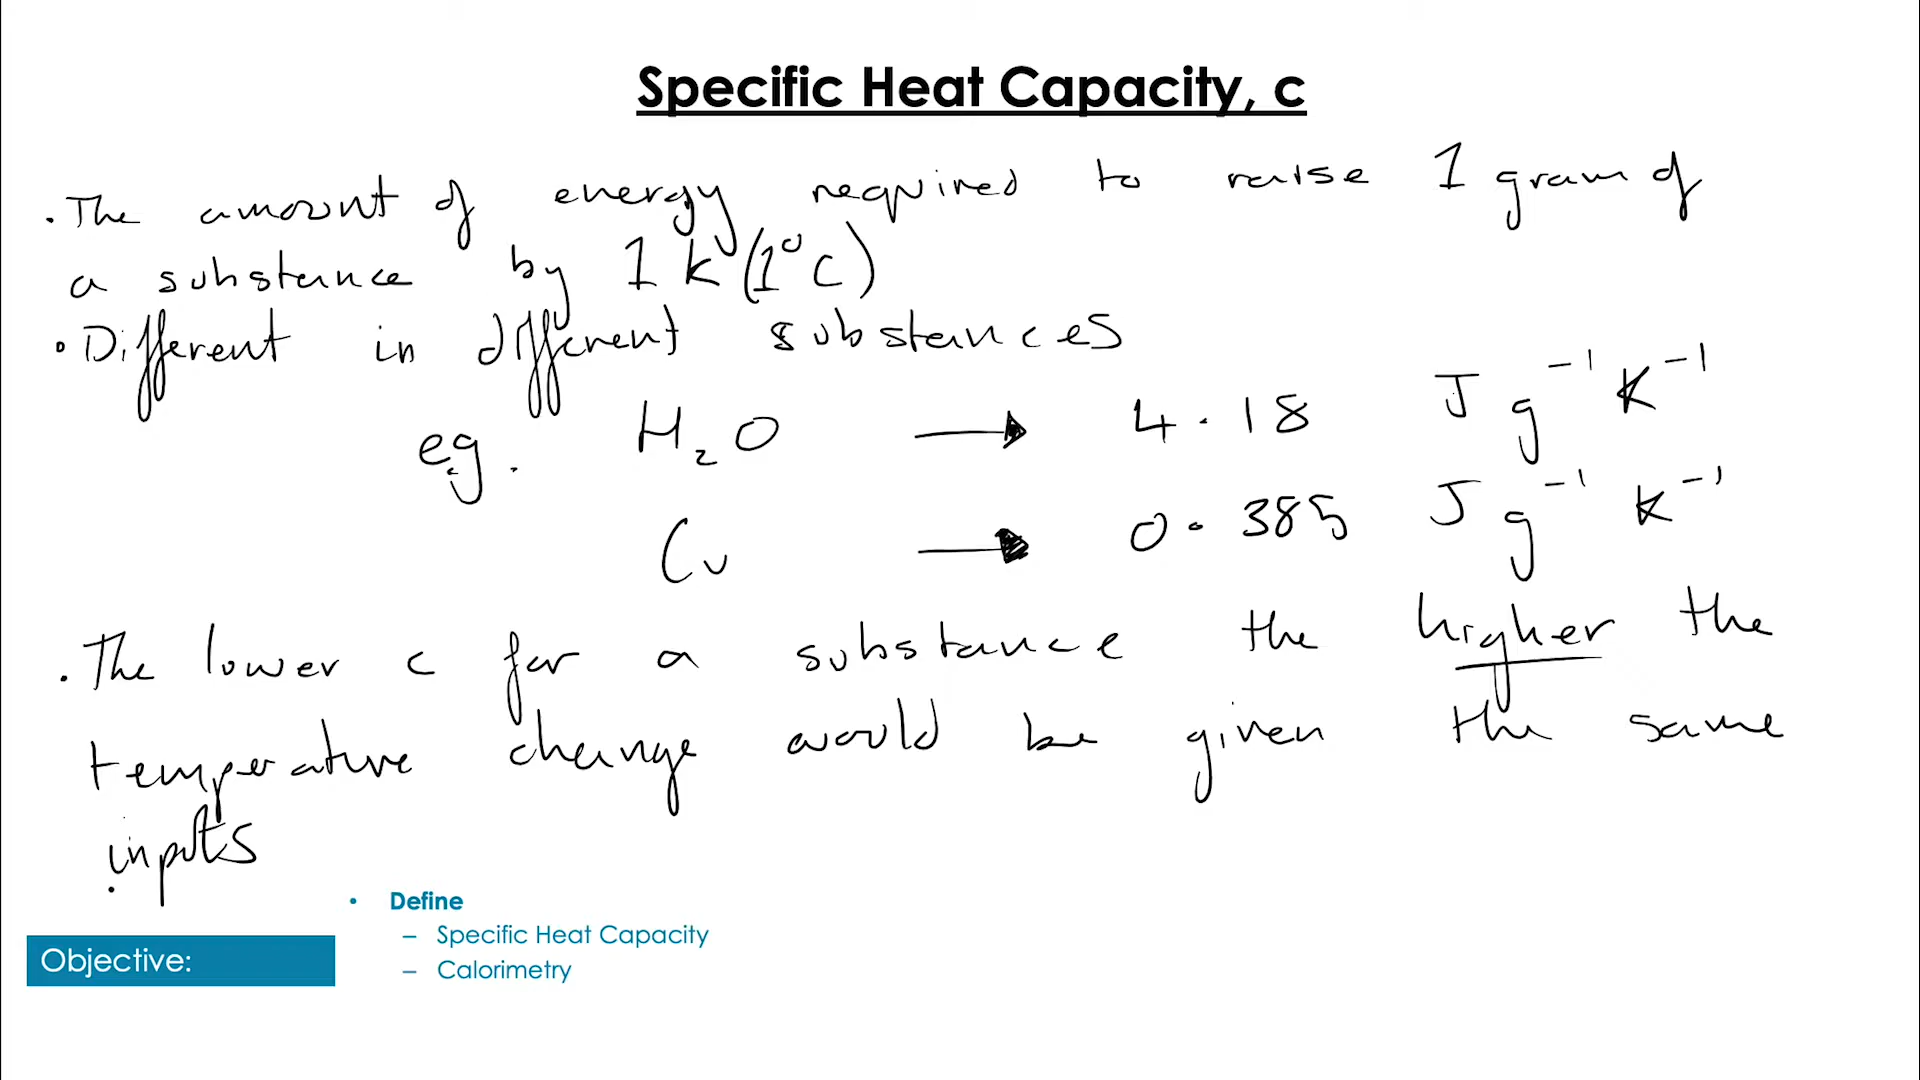 Specific Heat Capacity, c
• The amount of energy required to raise 1 gram of
a substance by 1 K (1°C)
• Different in different substances
eg. H₂O → 4.18 J g⁻¹ K⁻¹
Cu → 0.385 J g⁻¹ K⁻¹
• The lower c for a substance the higher the
temperature change would be given the same
inputs
• Define
– Specific Heat Capacity
Objective:
– Calorimetry